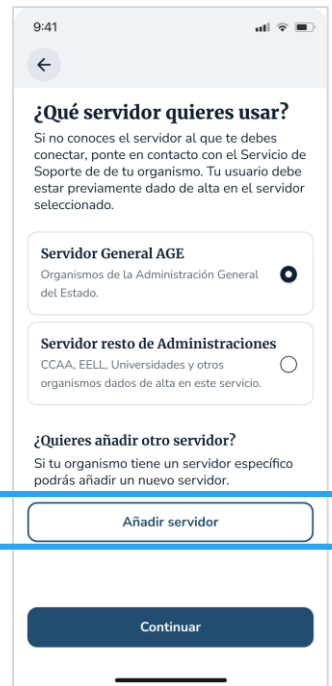 9:41
¿Qué servidor quieres usar?
Si no conoces el servidor al que te debes
conectar, ponte en contacto con el Servicio de
Soporte de de tu organismo. Tu usuario debe
estar previamente dado de alta en el servidor
seleccionado.
Servidor General AGE
Organismos de la Administración General
del Estado.
Servidor resto de Administraciones
CCAA, EELL, Universidades y otros
organismos dados de alta en este servicio.
¿Quieres añadir otro servidor?
Si tu organismo tiene un servidor específico
podrás añadir un nuevo servidor.
Añadir servidor
Continuar